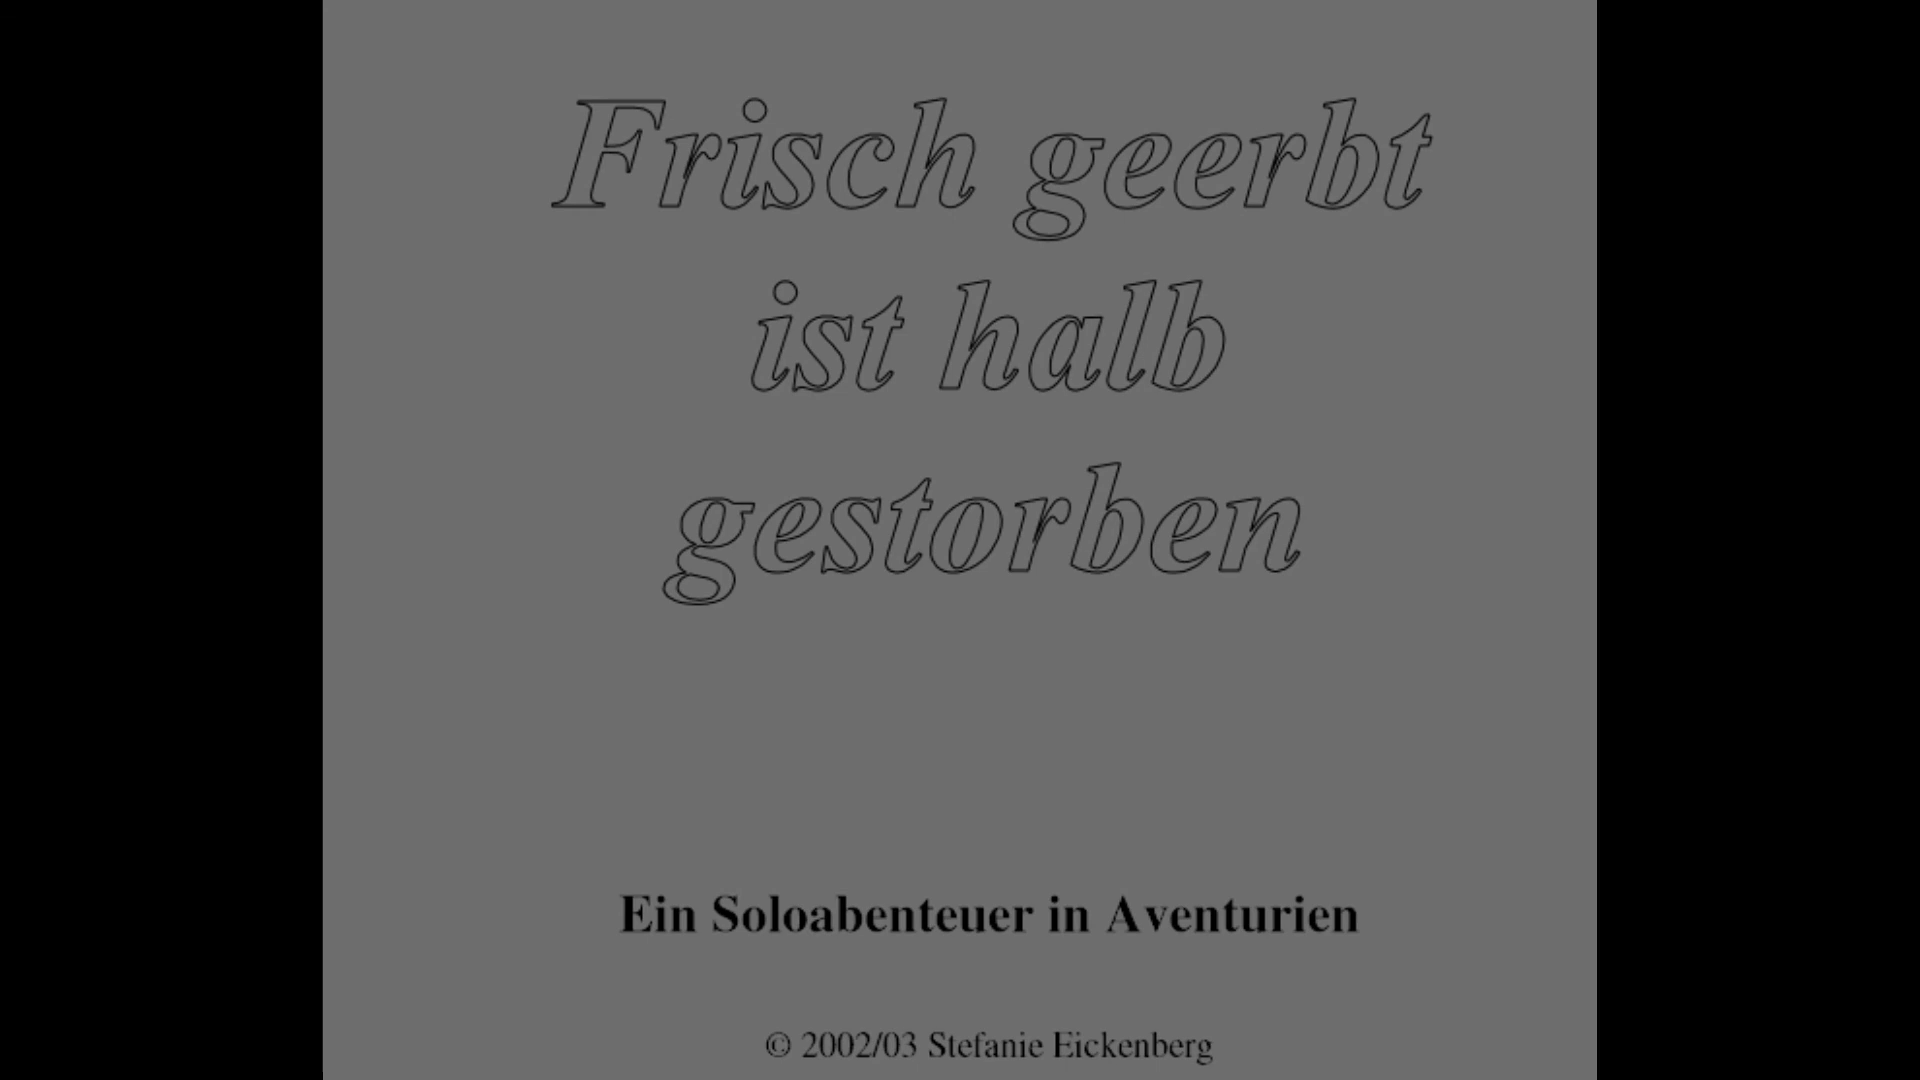 Frisch geerbt
ist halb
gestorben
Ein Soloabenteuer in Aventurien
© 2002/03 Stefanie Eickenberg